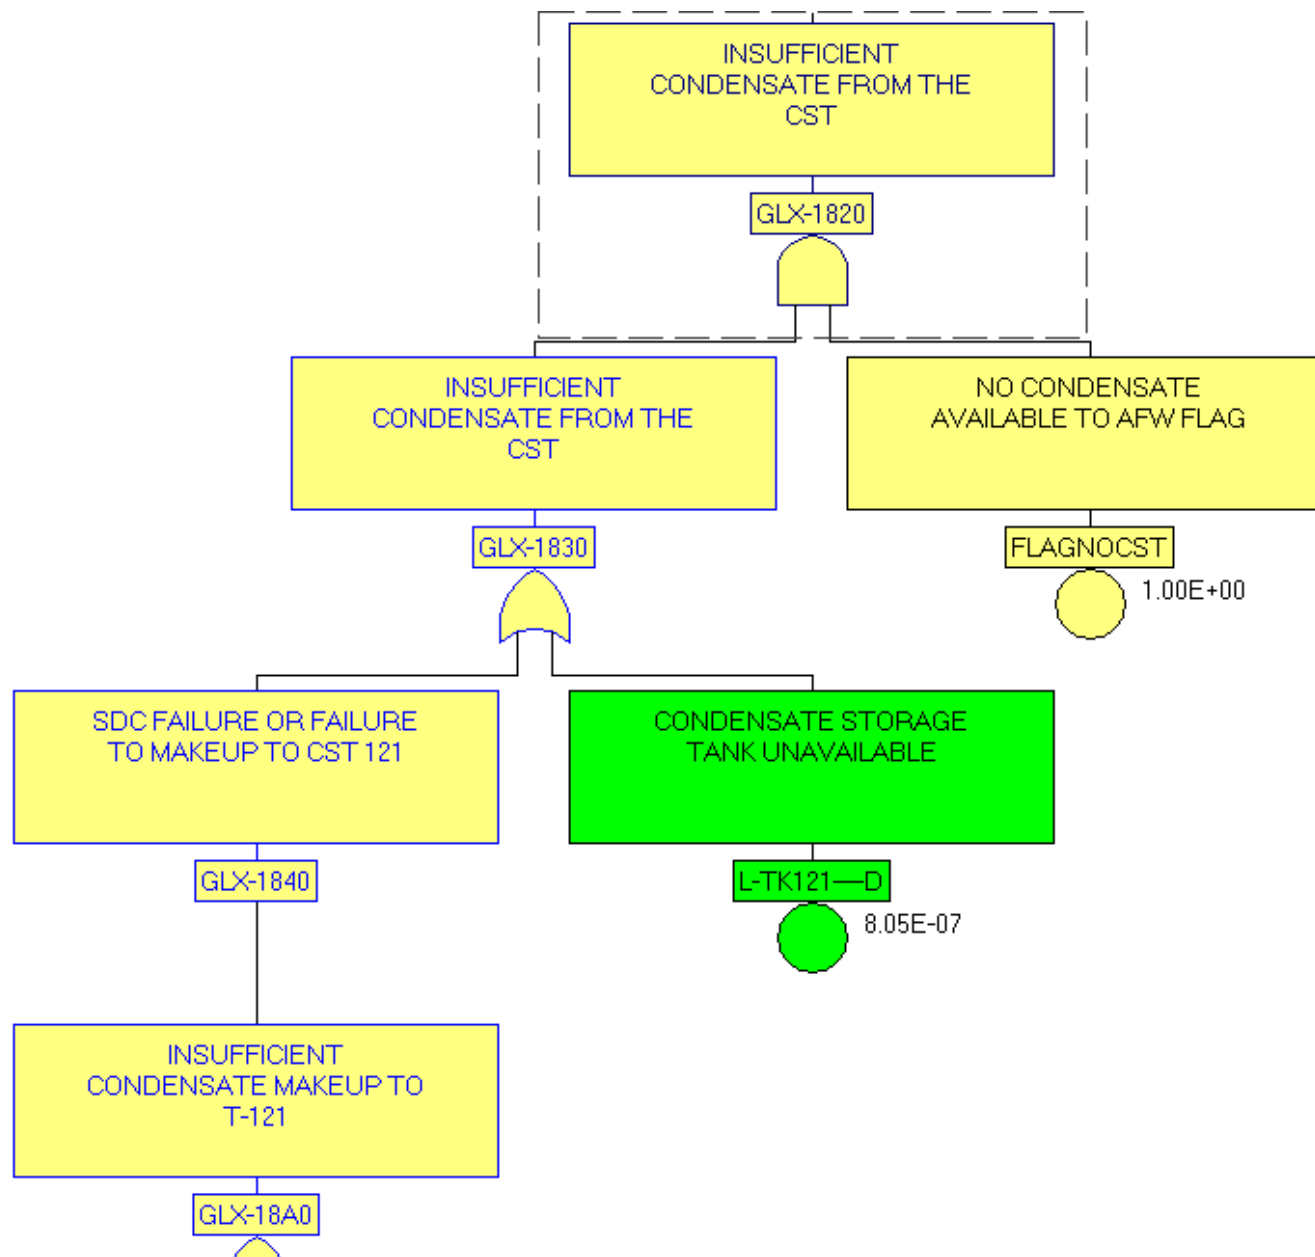 INSUFFICIENT
CONDENSATE FROM THE
CST
GLX-1820
INSUFFICIENT
CONDENSATE FROM THE
CST
GLX-1830
NO CONDENSATE
AVAILABLE TO AFW FLAG
FLAGNOCST
1.00E+00
SDC FAILURE OR FAILURE
TO MAKEUP TO CST 121
GLX-1840
CONDENSATE STORAGE
TANK UNAVAILABLE
L-TK121—D
8.05E-07
INSUFFICIENT
CONDENSATE MAKEUP TO
T-121
GLX-18A0